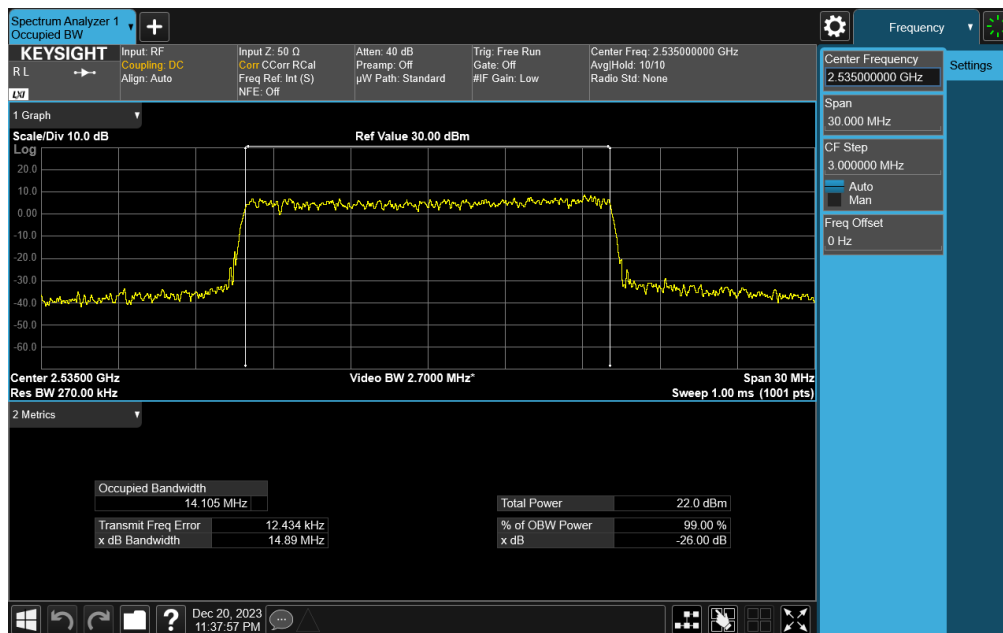 Spectrum Analyzer 1
Occupied BW
Frequency
KEYSIGHT
R L
LXI
Input: RF
Coupling: DC
Align: Auto
Input Z: 50 Ω
Corr CCorr RCal
Freq Ref: Int (S)
NFE: Off
Atten: 40 dB
Preamp: Off
µW Path: Standard
Trig: Free Run
Gate: Off
#IF Gain: Low
Center Freq: 2.535000000 GHz
Avg|Hold: 10/10
Radio Std: None
Center Frequency
2.535000000 GHz
Settings
Span
30.000 MHz
CF Step
3.000000 MHz
Auto
Man
Freq Offset
0 Hz
1 Graph
Scale/Div 10.0 dB
Ref Value 30.00 dBm
Log
20.0
10.0
0.00
-10.0
-20.0
-30.0
-40.0
-50.0
-60.0
Center 2.53500 GHz
Video BW 2.7000 MHz*
Span 30 MHz
Res BW 270.00 kHz
Sweep 1.00 ms (1001 pts)
2 Metrics
Occupied Bandwidth
14.105 MHz
Total Power 22.0 dBm
Transmit Freq Error 12.434 kHz
% of OBW Power 99.00 %
x dB Bandwidth 14.89 MHz
x dB -26.00 dB
?
Dec 20, 2023
11:37:57 PM